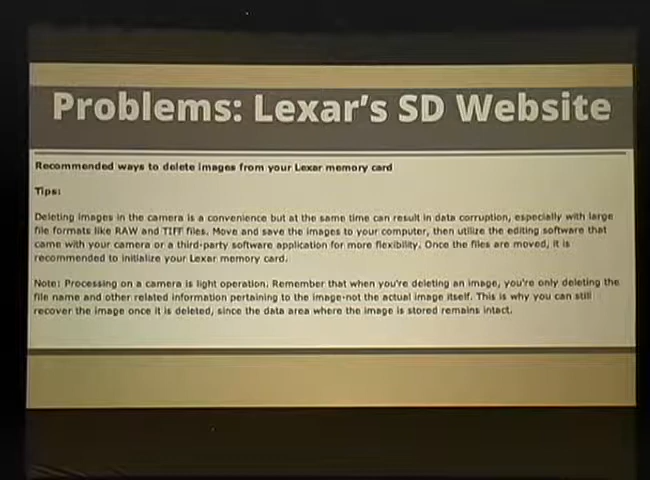 Problems: Lexar's SD Website
Recommended ways to delete images from your Lexar memory card
Tips:
Deleting images in the camera is a convenience but at the same time can result in data corruption, especially with large
file formats like RAW and TIFF files. Move and save the images to your computer, then utilize the editing software that
came with your camera or a third-party software application for more flexibility. Once the files are moved, it is
recommended to initialize your Lexar memory card.
Note: Processing on a camera is light operation. Remember that when you're deleting an image, you're only deleting the
file name and other related information pertaining to the image-not the actual image itself. This is why you can still
recover the image once it is deleted, since the data area where the image is stored remains intact.